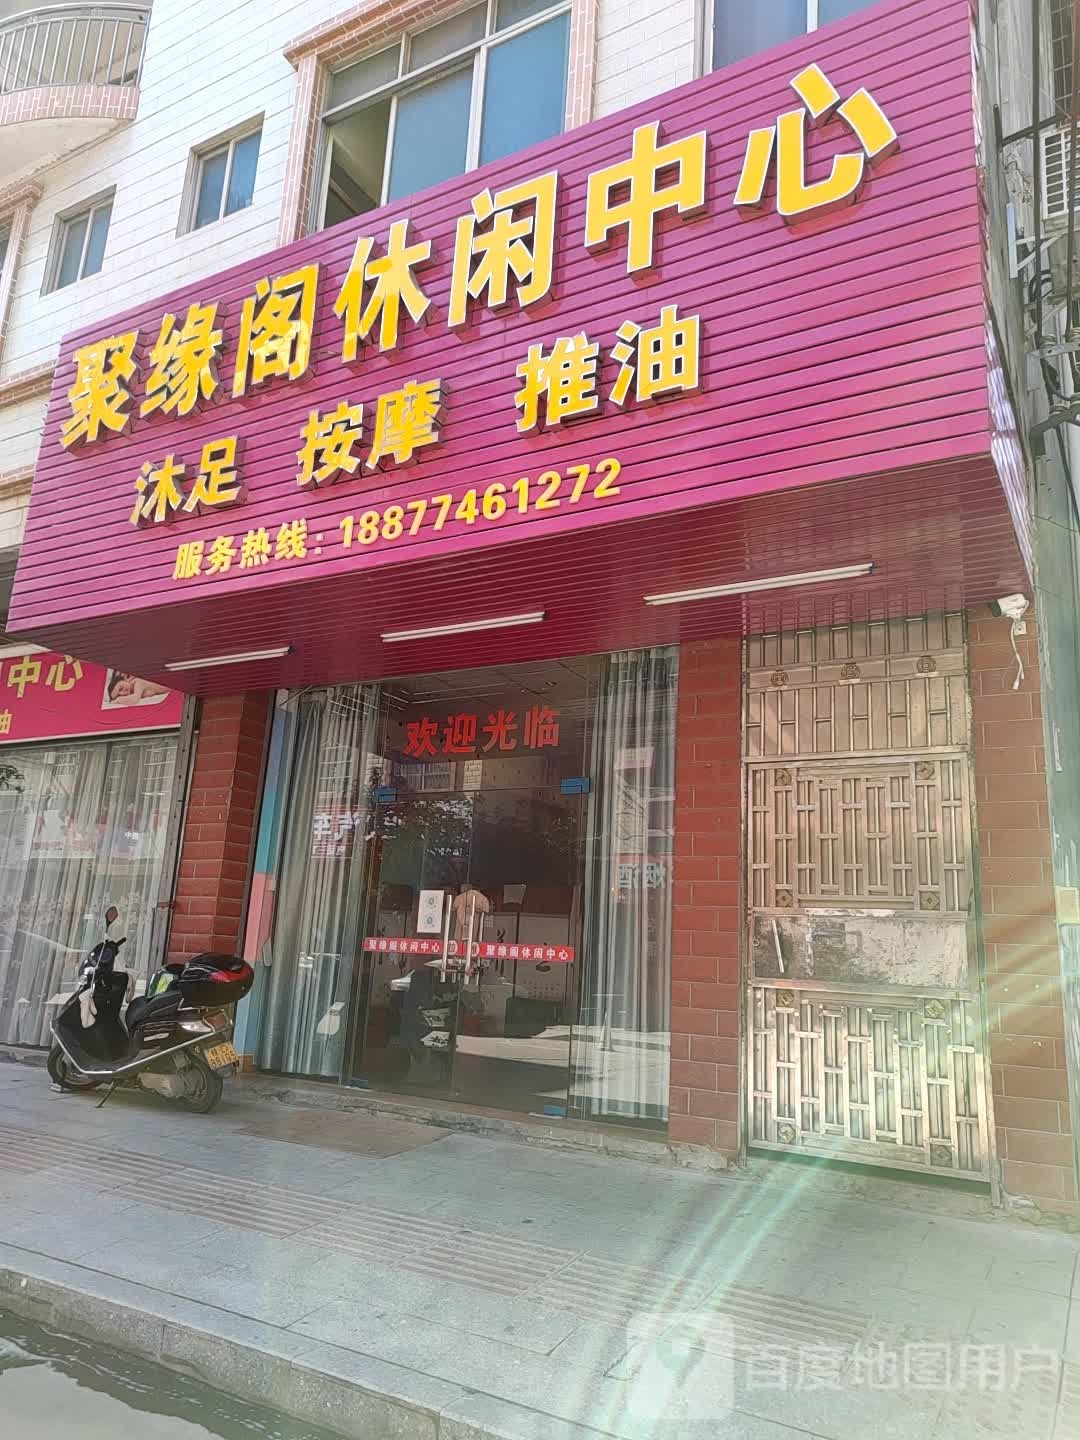 聚缘阁休闲中心
沐足 按摩 推油
服务热线：18877461272
中心
油
欢迎光临
聚缘阁休闲中心
聚缘阁休闲中心
百度地图用户